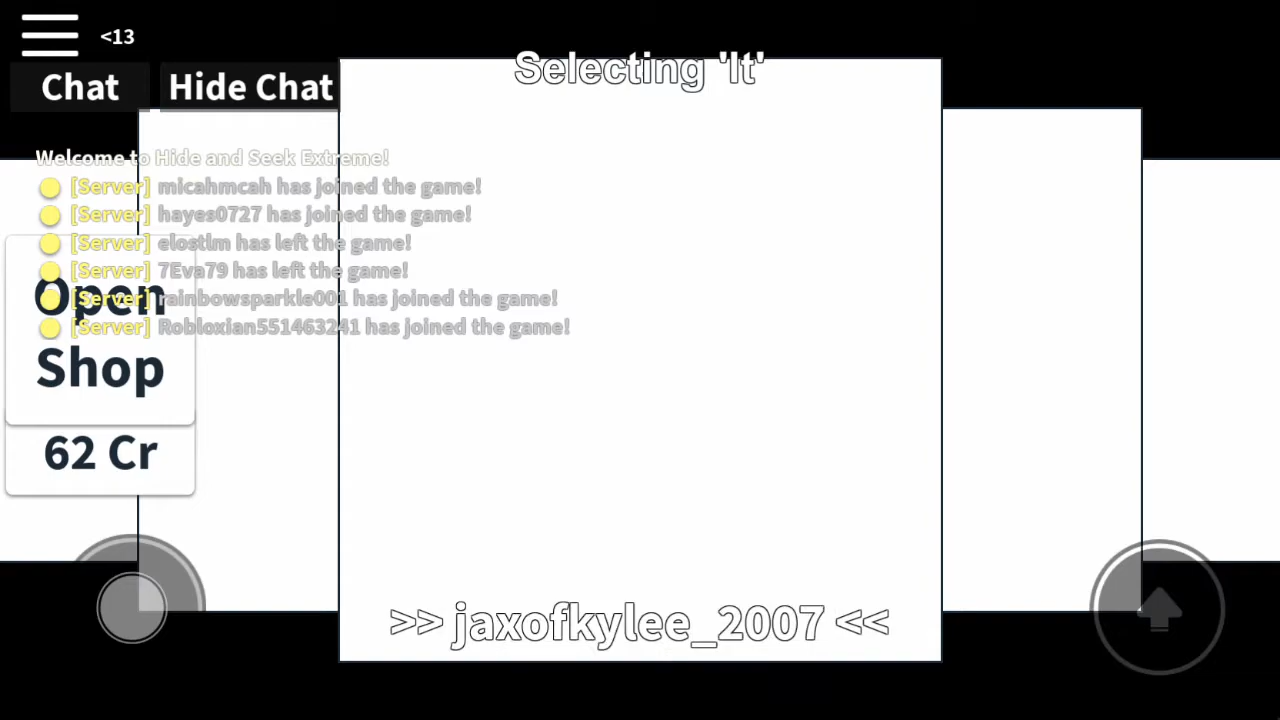 <13
Selecting 'It'
Chat
Hide Chat
Welcome to Hide and Seek Extreme!
[Server] micahmcah has joined the game!
[Server] hayes0727 has joined the game!
[Server] elostlm has left the game!
[Server] 7Eva79 has left the game!
[Server] rainbowsparkle001 has joined the game!
[Server] Robloxian551463241 has joined the game!
Open
Shop
62 Cr
>> jaxofkylee_2007 <<